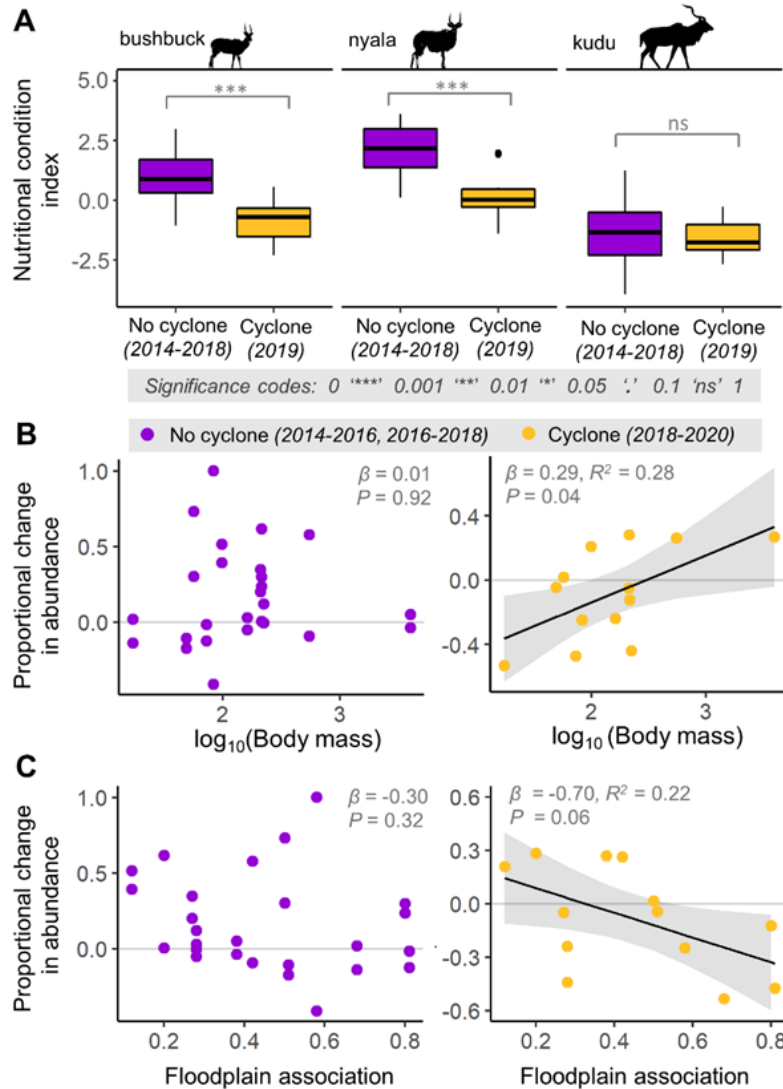 A
bushbuck
nyala
kudu
Nutritional condition
index
5.0
2.5
0.0
-2.5
***
***
ns
No cyclone
(2014-2018)
Cyclone
(2019)
No cyclone
(2014-2018)
Cyclone
(2019)
No cyclone
(2014-2018)
Cyclone
(2019)
Significance codes: 0 ‘***’ 0.001 ‘**’ 0.01 ‘*’ 0.05 ‘.’ 0.1 ‘ns’ 1
B
No cyclone (2014-2016, 2016-2018)
Cyclone (2018-2020)
Proportional change
in abundance
1.0
0.5
0.0
β = 0.01
P = 0.92
2
3
log10(Body mass)
β = 0.29, R² = 0.28
P = 0.04
0.4
0.0
-0.4
2
3
log10(Body mass)
C
Proportional change
in abundance
1.0
0.5
0.0
β = -0.30
P = 0.32
0.2
0.4
0.6
0.8
Floodplain association
β = -0.70, R² = 0.22
P = 0.06
0.6
0.3
0.0
-0.3
-0.6
0.2
0.4
0.6
0.8
Floodplain association